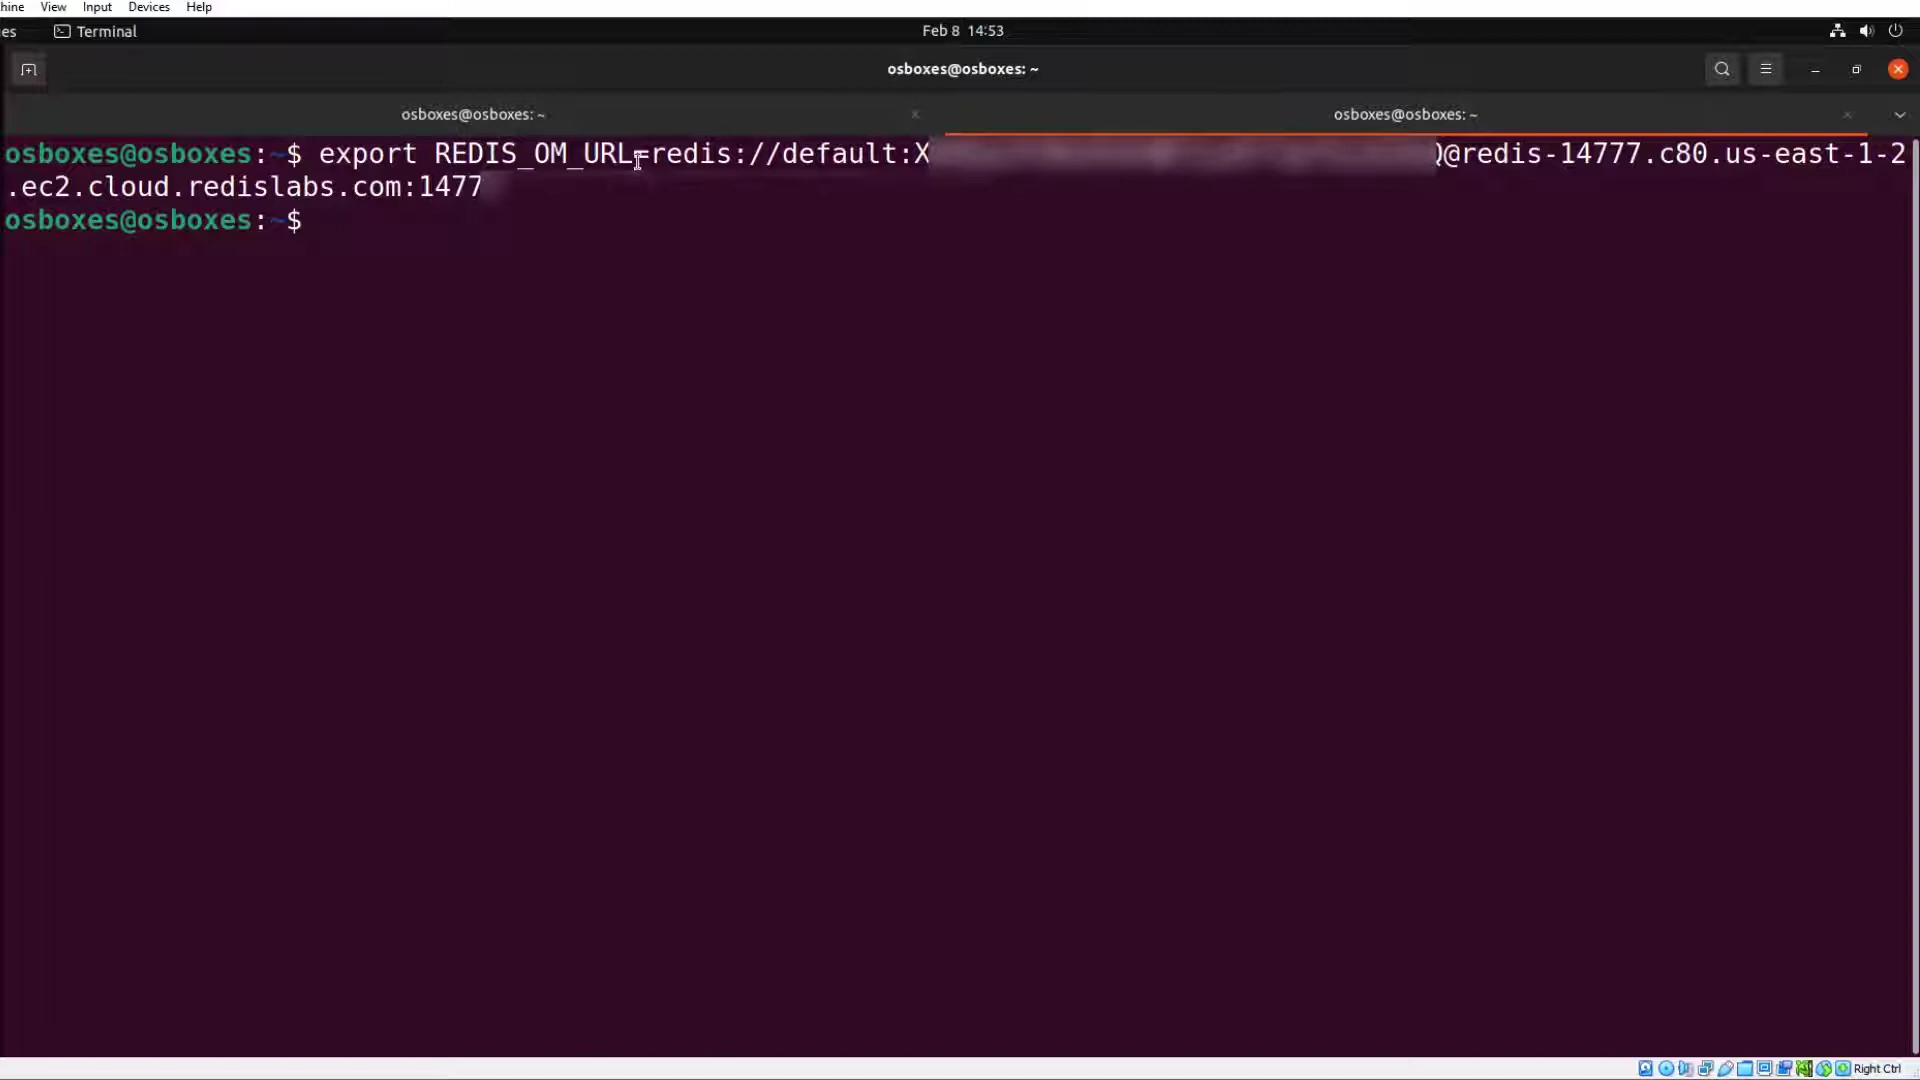 hine View Input Devices Help
es Terminal Feb 8 14:53
osboxes@osboxes: ~
osboxes@osboxes: ~ osboxes@osboxes: ~
osboxes@osboxes:~$ export REDIS_OM_URL=redis://default:X Q@redis-14777.c80.us-east-1-2
.ec2.cloud.redislabs.com:1477
osboxes@osboxes:~$
Right Ctrl